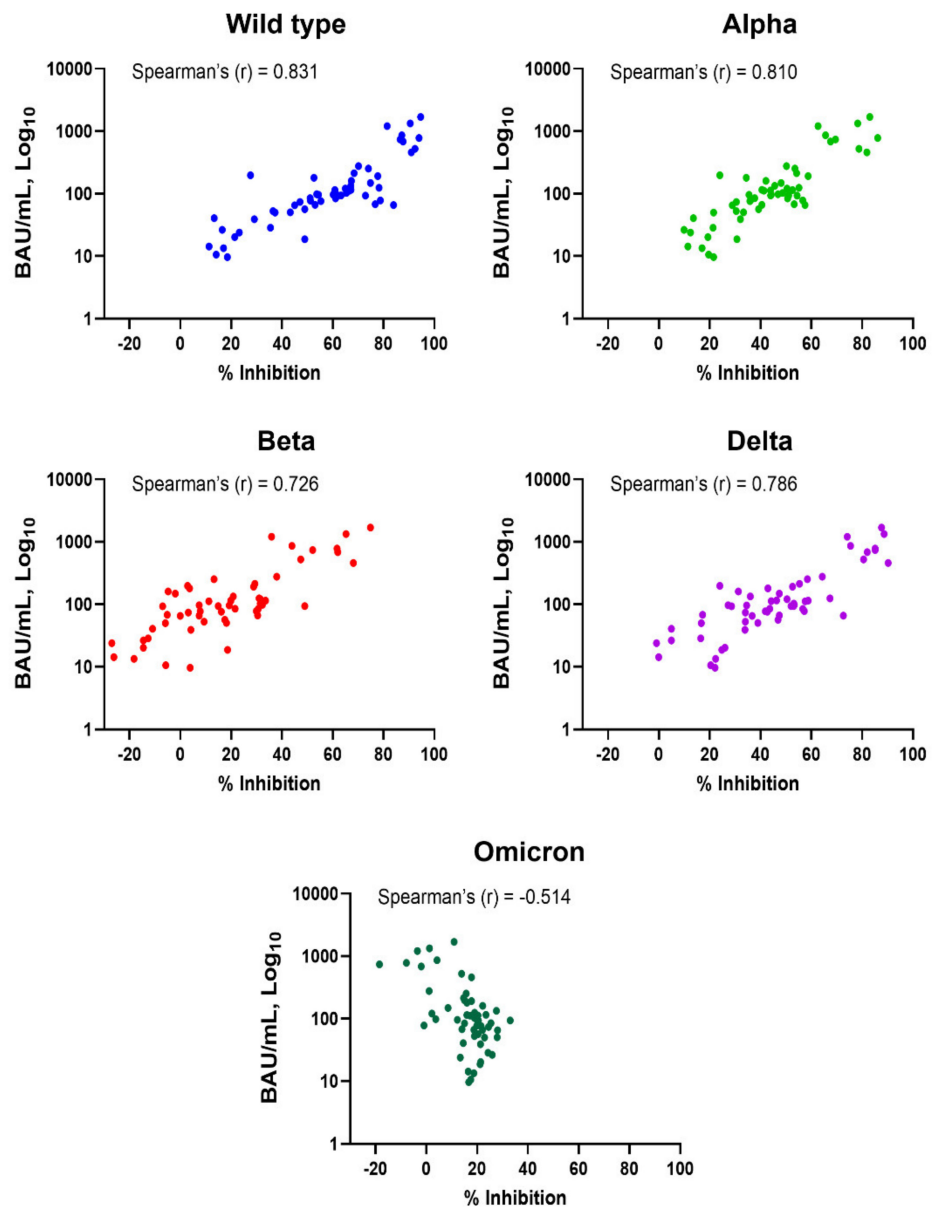 Wild type
Spearman's (r) = 0.831
10000
1000
100
10
1
BAU/mL, Log10
-20 0 20 40 60 80 100
% Inhibition
Alpha
Spearman's (r) = 0.810
10000
1000
100
10
1
BAU/mL, Log10
-20 0 20 40 60 80 100
% Inhibition
Beta
Spearman's (r) = 0.726
10000
1000
100
10
1
BAU/mL, Log10
-20 0 20 40 60 80 100
% Inhibition
Delta
Spearman's (r) = 0.786
10000
1000
100
10
1
BAU/mL, Log10
-20 0 20 40 60 80 100
% Inhibition
Omicron
Spearman's (r) = -0.514
10000
1000
100
10
1
BAU/mL, Log10
-20 0 20 40 60 80 100
% Inhibition